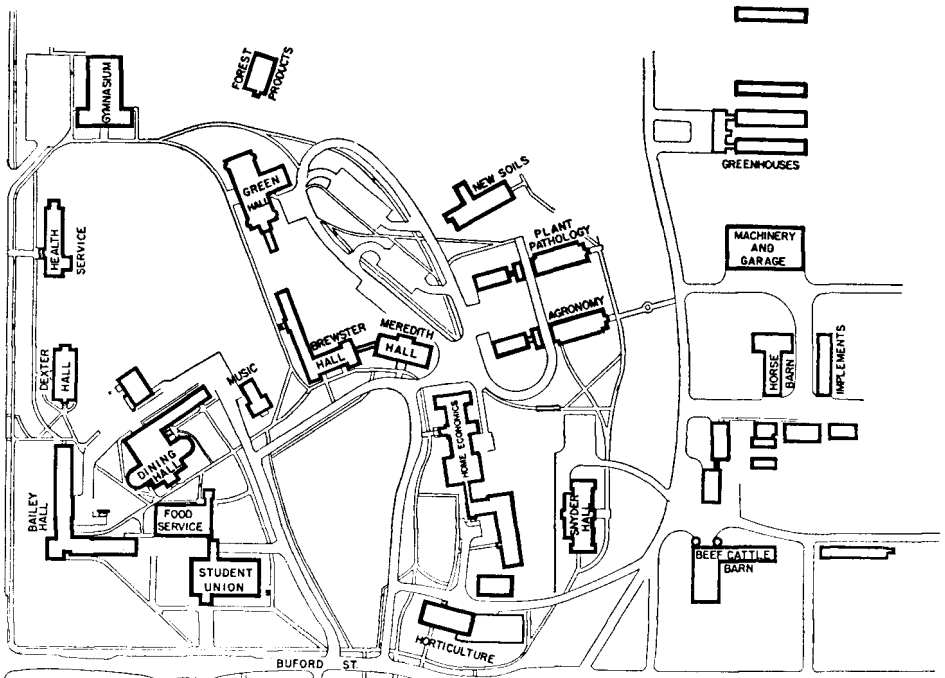 GYMNASIUM
FOREST
PRODUCTS
GREENHOUSES
GREEN
HALL
NEW SOILS
HEALTH
SERVICE
PLANT
PATHOLOGY
MACHINERY
AND
GARAGE
AGRONOMY
BREWSTER
HALL
MEREDITH
HALL
DEXTER
HALL
MUSIC
HORSE
BARN
IMPLEMENTS
HOME ECONOMICS
DINING
HALL
BAILEY
HALL
FOOD
SERVICE
SNYDER
HALL
STUDENT
UNION
BEEF CATTLE
BARN
HORTICULTURE
BUFORD ST.